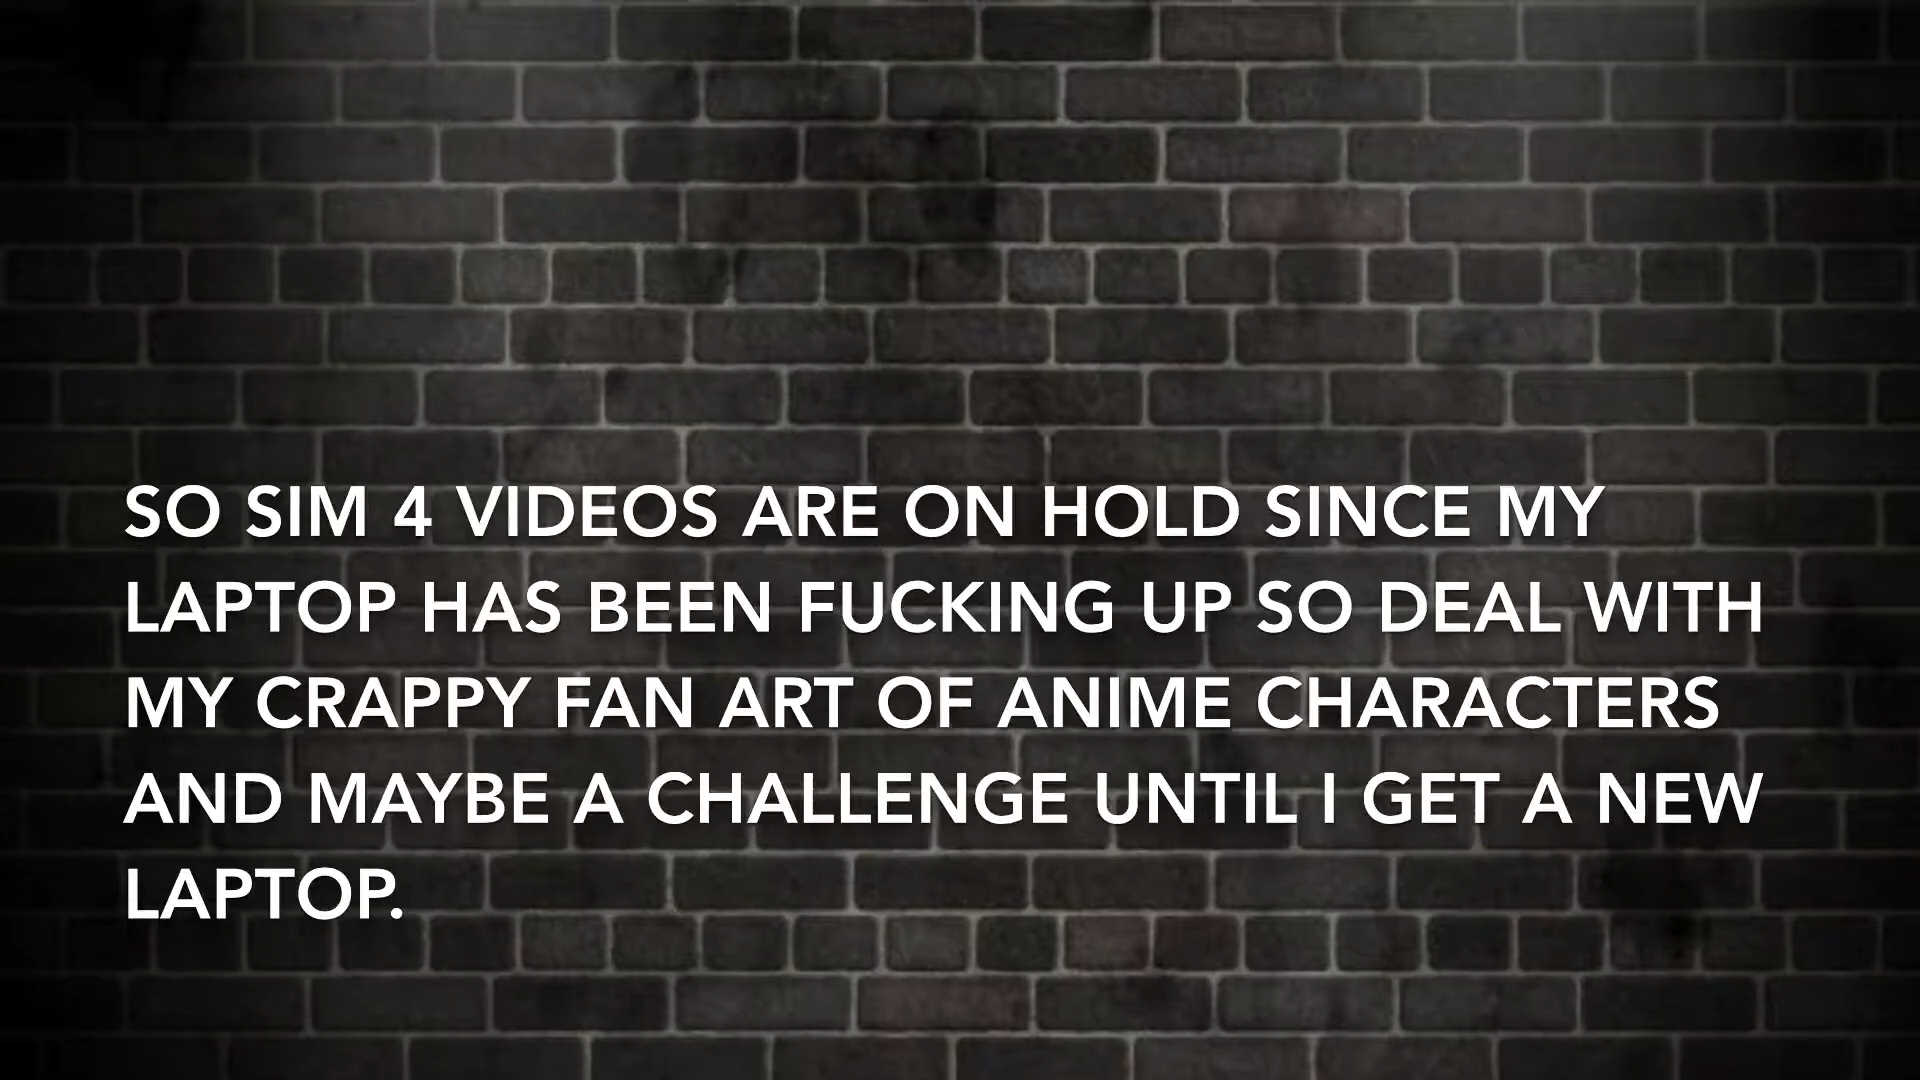 SO SIM 4 VIDEOS ARE ON HOLD SINCE MY
LAPTOP HAS BEEN FUCKING UP SO DEAL WITH
MY CRAPPY FAN ART OF ANIME CHARACTERS
AND MAYBE A CHALLENGE UNTIL I GET A NEW
LAPTOP.